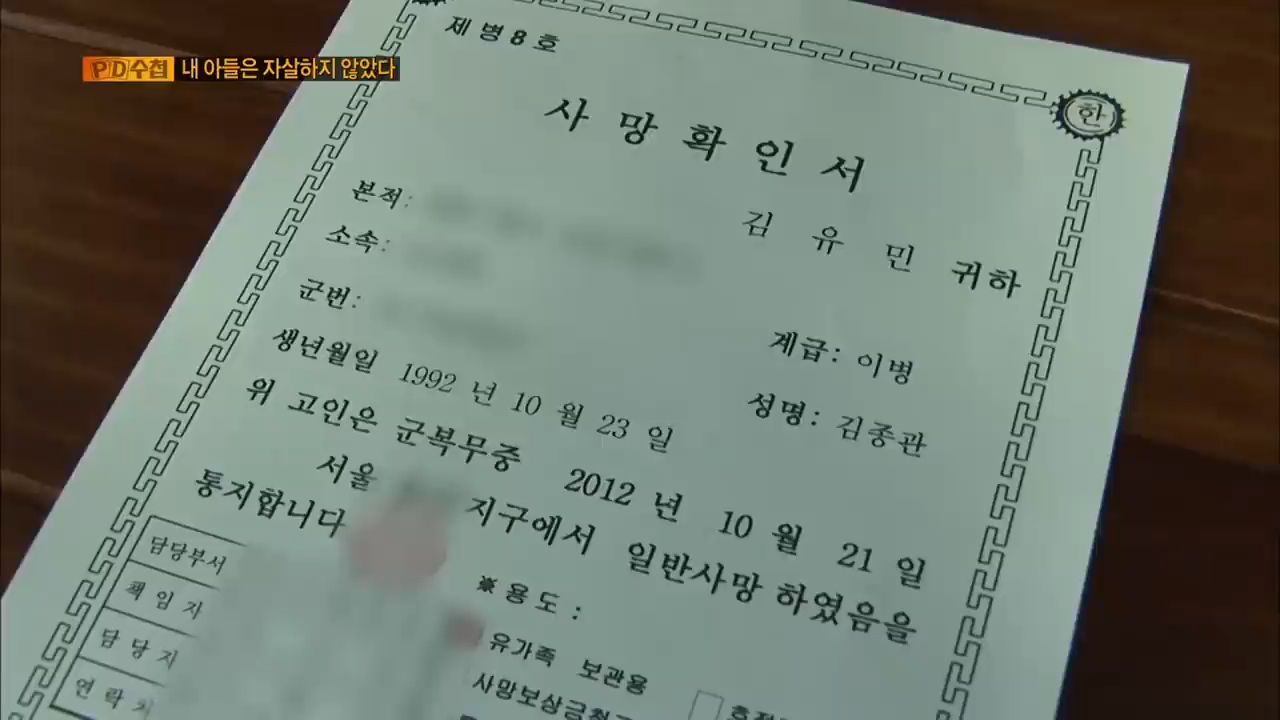 PD수첩 내 아들은 자살하지 않았다
제 병 8 호
한
사 망 확 인 서
김 유 민 귀하
본적:
소속:
군번:
계급: 이병
생년월일 1992 년 10 월 23 일
성명: 김종관
위 고인은 군복무중 2012 년 10 월 21 일
서울 지구에서 일반사망 하였음을
통지합니다
담당부서
책 임 자
담 당 자
연 락 처
※ 용 도 :
유가족 보관용
사망보상금청구